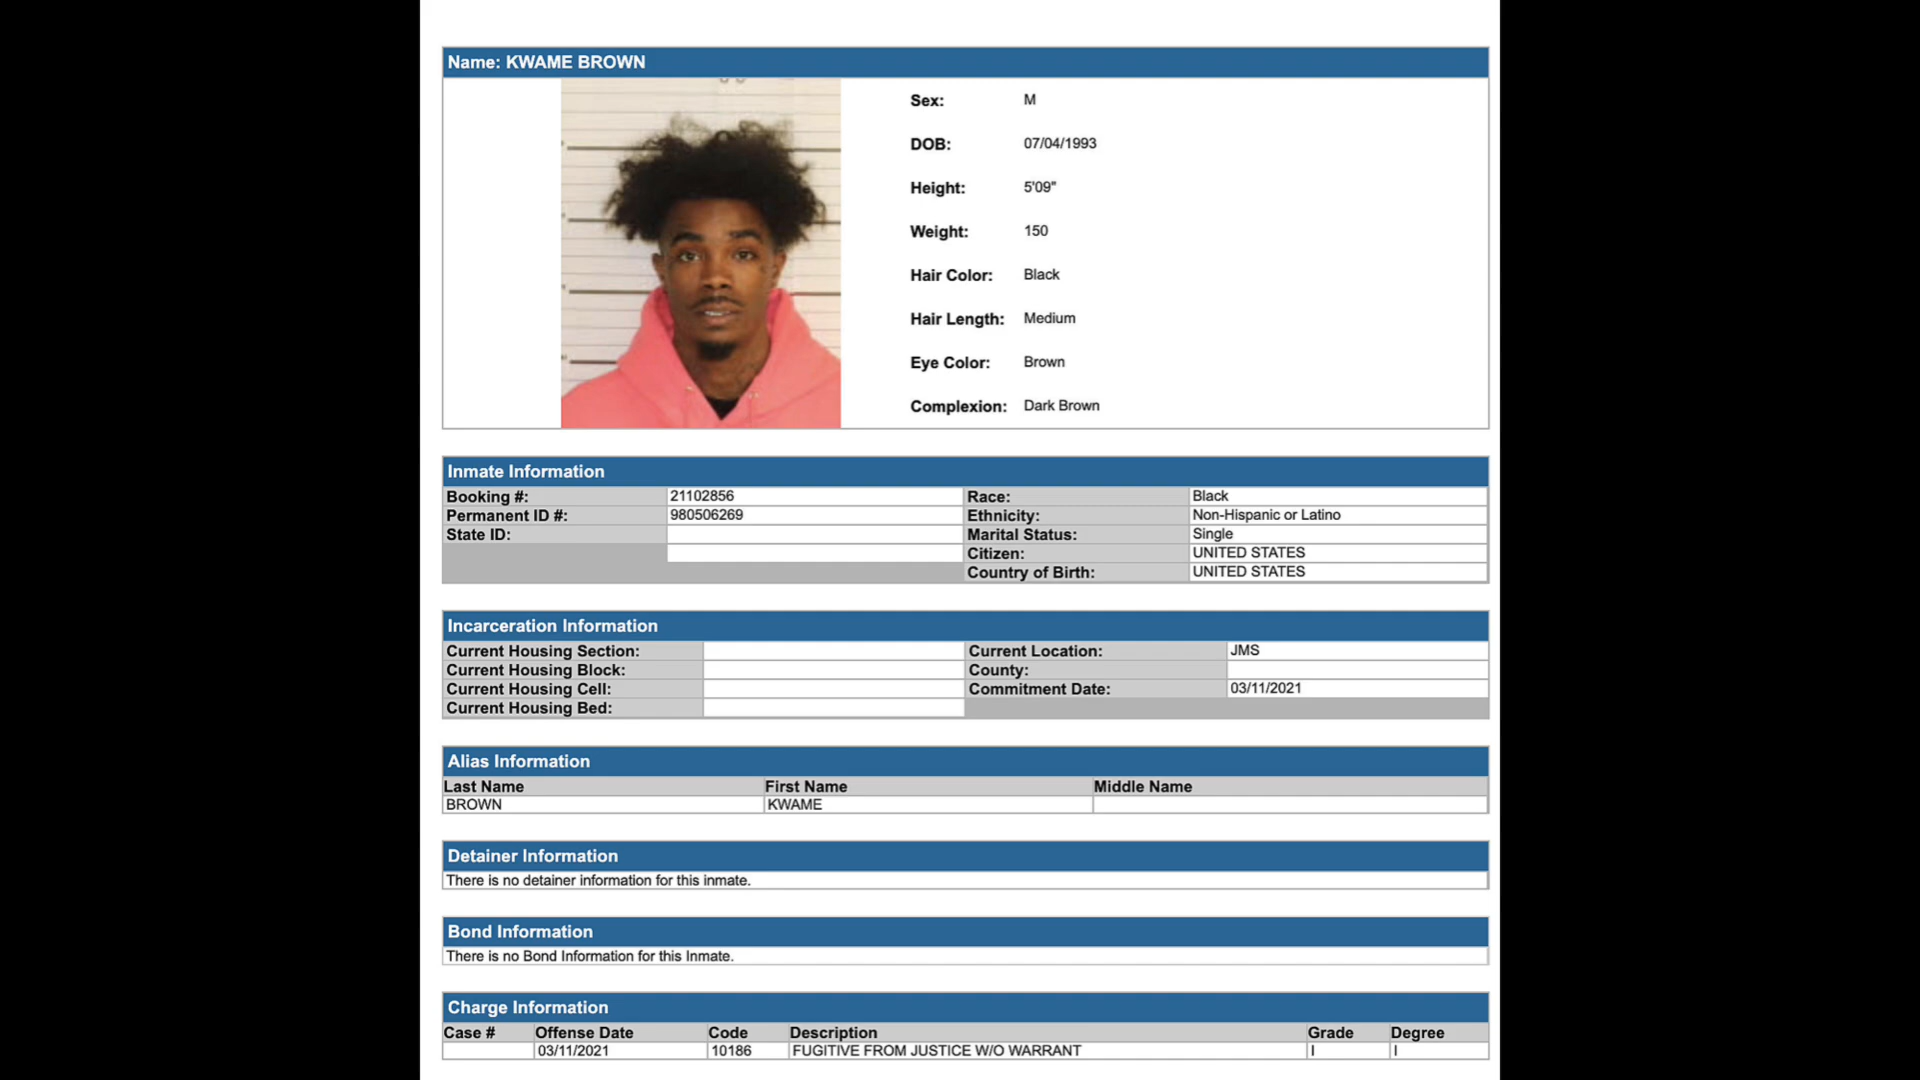 Name: KWAME BROWN
Sex: M
DOB: 07/04/1993
Height: 5'09"
Weight: 150
Hair Color: Black
Hair Length: Medium
Eye Color: Brown
Complexion: Dark Brown
Inmate Information
Booking #: 21102856 Race: Black
Permanent ID #: 980506269 Ethnicity: Non-Hispanic or Latino
State ID: Marital Status: Single
Citizen: UNITED STATES
Country of Birth: UNITED STATES
Incarceration Information
Current Housing Section: Current Location: JMS
Current Housing Block: County:
Current Housing Cell: Commitment Date: 03/11/2021
Current Housing Bed:
Alias Information
Last Name First Name Middle Name
BROWN KWAME
Detainer Information
There is no detainer information for this inmate.
Bond Information
There is no Bond Information for this Inmate.
Charge Information
Case # Offense Date Code Description Grade Degree
03/11/2021 10186 FUGITIVE FROM JUSTICE W/O WARRANT I I